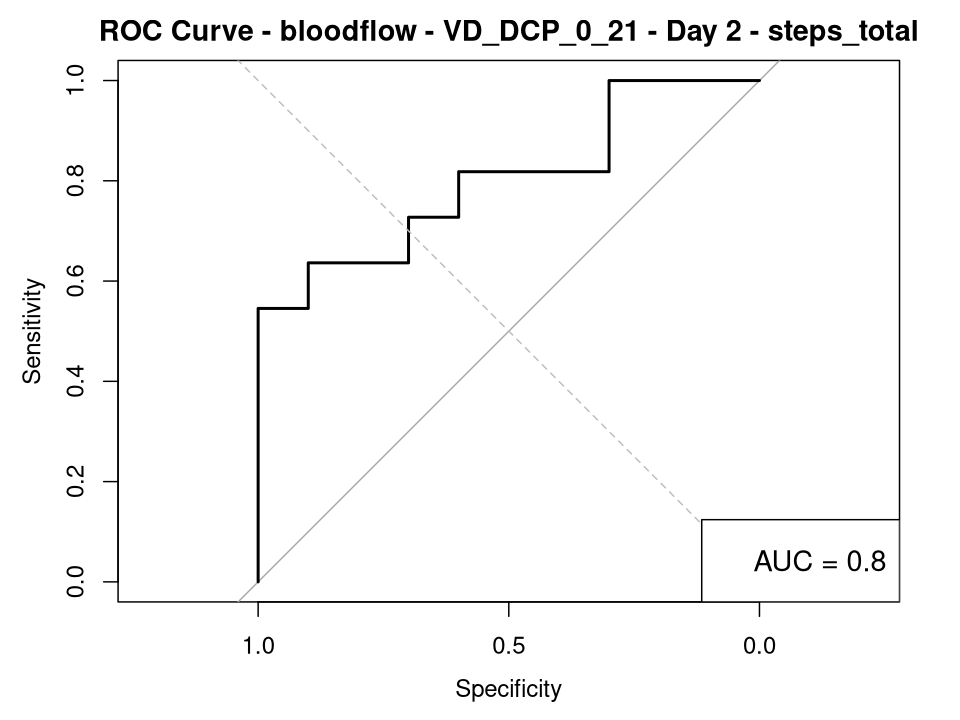 ROC Curve - bloodflow - VD_DCP_0_21 - Day 2 - steps_total
1.0
0.8
0.6
0.4
0.2
0.0
Sensitivity
AUC = 0.8
1.0 0.5 0.0
Specificity